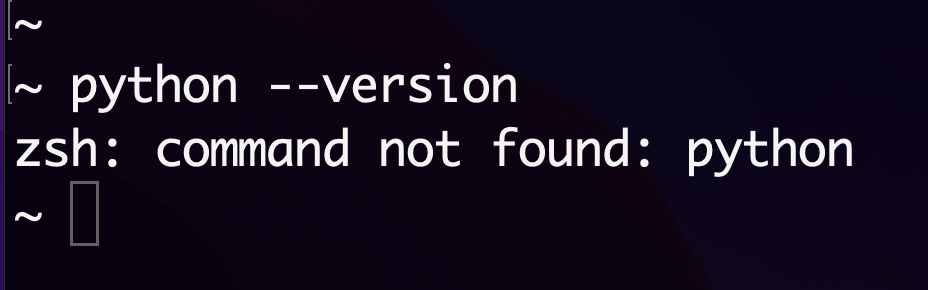 ~
~ python --version
zsh: command not found: python
~